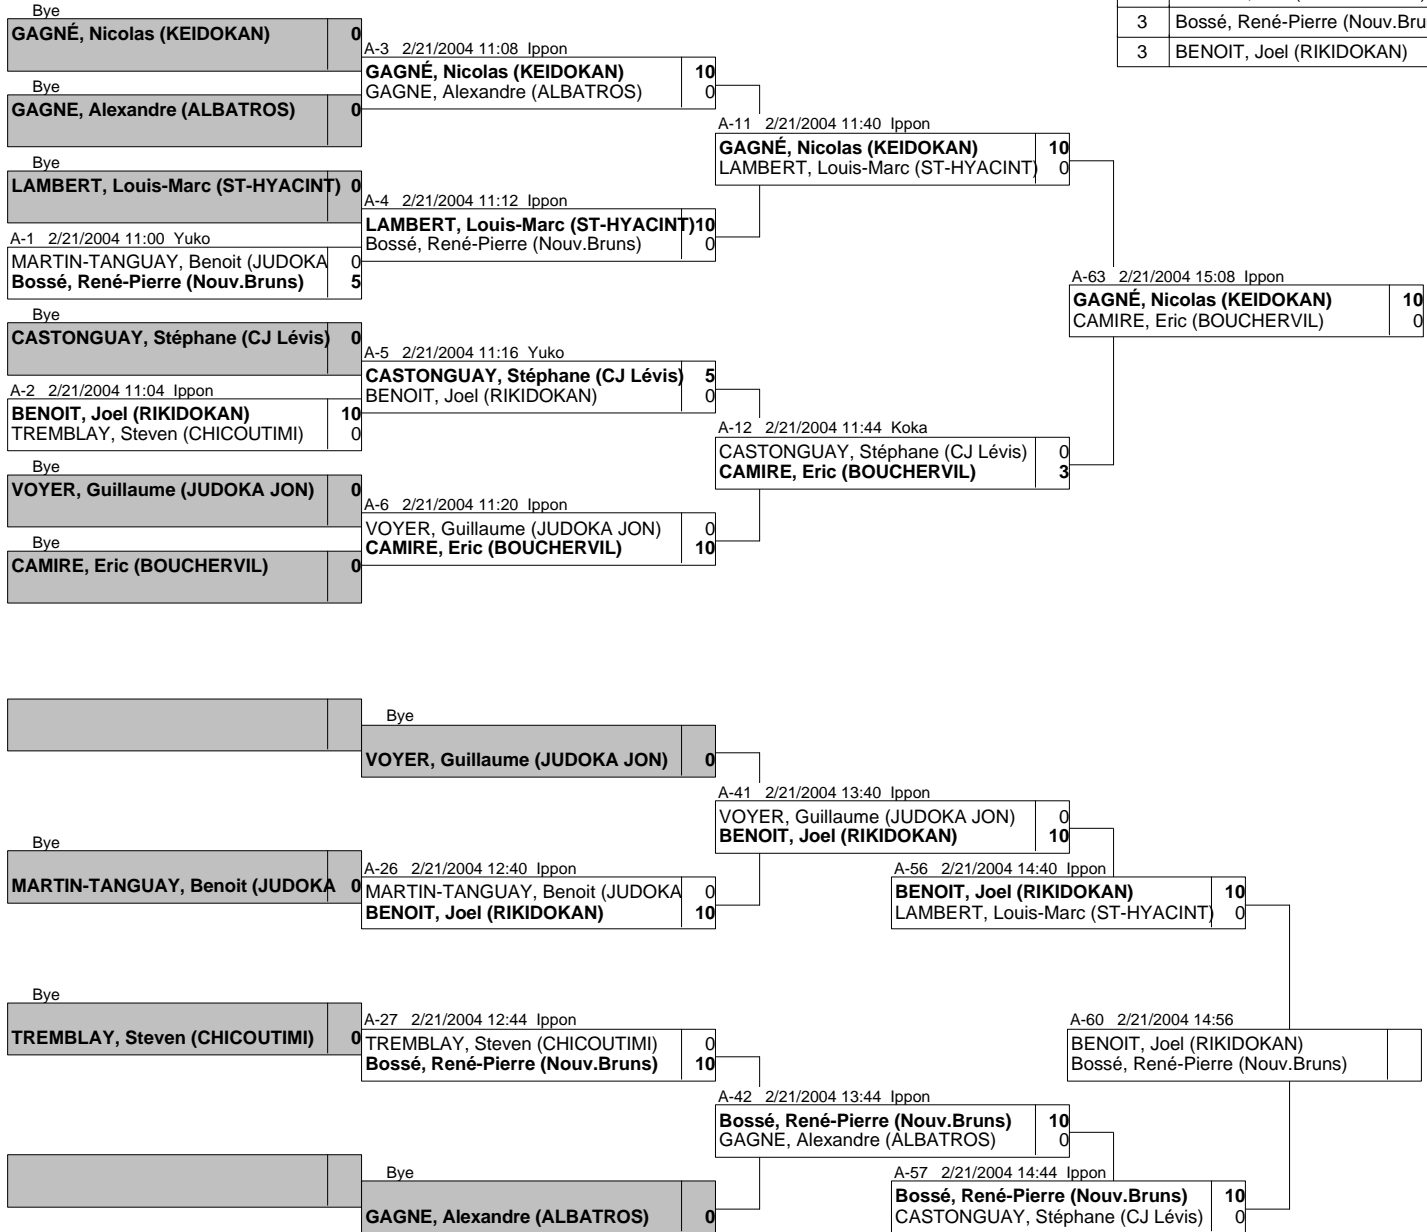 3 Bossé, René-Pierre (Nouv.Bru
3 BENOIT, Joel (RIKIDOKAN)
Bye
GAGNÉ, Nicolas (KEIDOKAN) 0
Bye
GAGNE, Alexandre (ALBATROS) 0
Bye
LAMBERT, Louis-Marc (ST-HYACINT) 0
A-1 2/21/2004 11:00 Yuko
MARTIN-TANGUAY, Benoit (JUDOKA 0
Bossé, René-Pierre (Nouv.Bruns) 5
Bye
CASTONGUAY, Stéphane (CJ Lévis) 0
A-2 2/21/2004 11:04 Ippon
BENOIT, Joel (RIKIDOKAN) 10
TREMBLAY, Steven (CHICOUTIMI) 0
Bye
VOYER, Guillaume (JUDOKA JON) 0
Bye
CAMIRE, Eric (BOUCHERVIL) 0
A-3 2/21/2004 11:08 Ippon
GAGNÉ, Nicolas (KEIDOKAN) 10
GAGNE, Alexandre (ALBATROS) 0
A-4 2/21/2004 11:12 Ippon
LAMBERT, Louis-Marc (ST-HYACINT) 10
Bossé, René-Pierre (Nouv.Bruns) 0
A-5 2/21/2004 11:16 Yuko
CASTONGUAY, Stéphane (CJ Lévis) 5
BENOIT, Joel (RIKIDOKAN) 0
A-6 2/21/2004 11:20 Ippon
VOYER, Guillaume (JUDOKA JON) 0
CAMIRE, Eric (BOUCHERVIL) 10
A-11 2/21/2004 11:40 Ippon
GAGNÉ, Nicolas (KEIDOKAN) 10
LAMBERT, Louis-Marc (ST-HYACINT) 0
A-12 2/21/2004 11:44 Koka
CASTONGUAY, Stéphane (CJ Lévis) 0
CAMIRE, Eric (BOUCHERVIL) 3
A-63 2/21/2004 15:08 Ippon
GAGNÉ, Nicolas (KEIDOKAN) 10
CAMIRE, Eric (BOUCHERVIL) 0
Bye
VOYER, Guillaume (JUDOKA JON) 0
Bye
MARTIN-TANGUAY, Benoit (JUDOKA 0
A-26 2/21/2004 12:40 Ippon
MARTIN-TANGUAY, Benoit (JUDOKA 0
BENOIT, Joel (RIKIDOKAN) 10
A-41 2/21/2004 13:40 Ippon
VOYER, Guillaume (JUDOKA JON) 0
BENOIT, Joel (RIKIDOKAN) 10
A-56 2/21/2004 14:40 Ippon
BENOIT, Joel (RIKIDOKAN) 10
LAMBERT, Louis-Marc (ST-HYACINT) 0
Bye
TREMBLAY, Steven (CHICOUTIMI) 0
A-27 2/21/2004 12:44 Ippon
TREMBLAY, Steven (CHICOUTIMI) 0
Bossé, René-Pierre (Nouv.Bruns) 10
Bye
GAGNE, Alexandre (ALBATROS) 0
A-42 2/21/2004 13:44 Ippon
Bossé, René-Pierre (Nouv.Bruns) 10
GAGNE, Alexandre (ALBATROS) 0
A-57 2/21/2004 14:44 Ippon
Bossé, René-Pierre (Nouv.Bruns) 10
CASTONGUAY, Stéphane (CJ Lévis) 0
A-60 2/21/2004 14:56
BENOIT, Joel (RIKIDOKAN)
Bossé, René-Pierre (Nouv.Bruns)